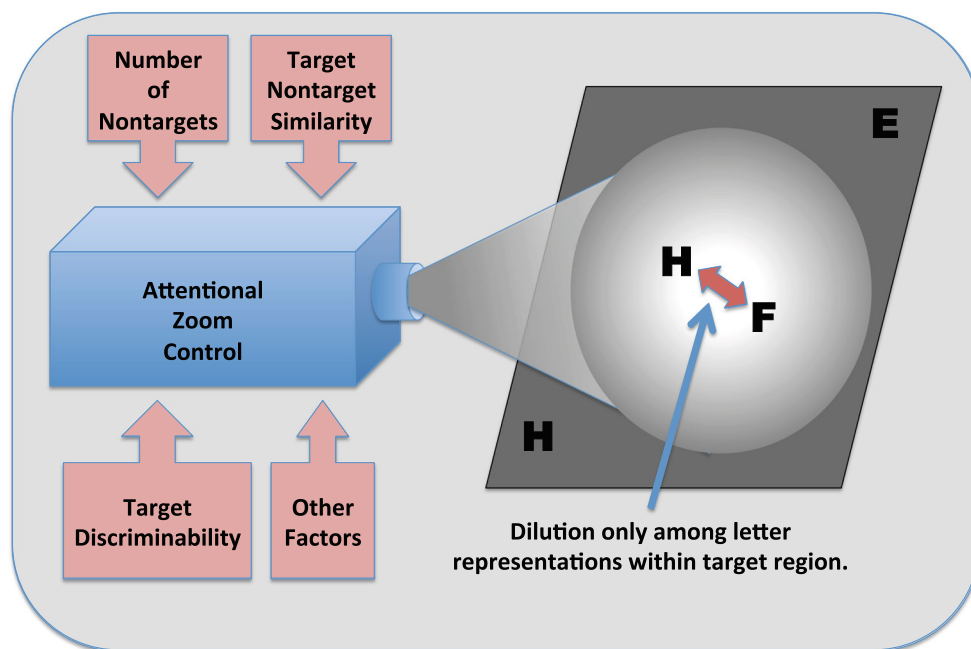 Number
of
Nontargets
Target
Nontarget
Similarity
E
H
F
Attentional
Zoom
Control
H
Target
Discriminability
Other
Factors
Dilution only among letter
representations within target region.